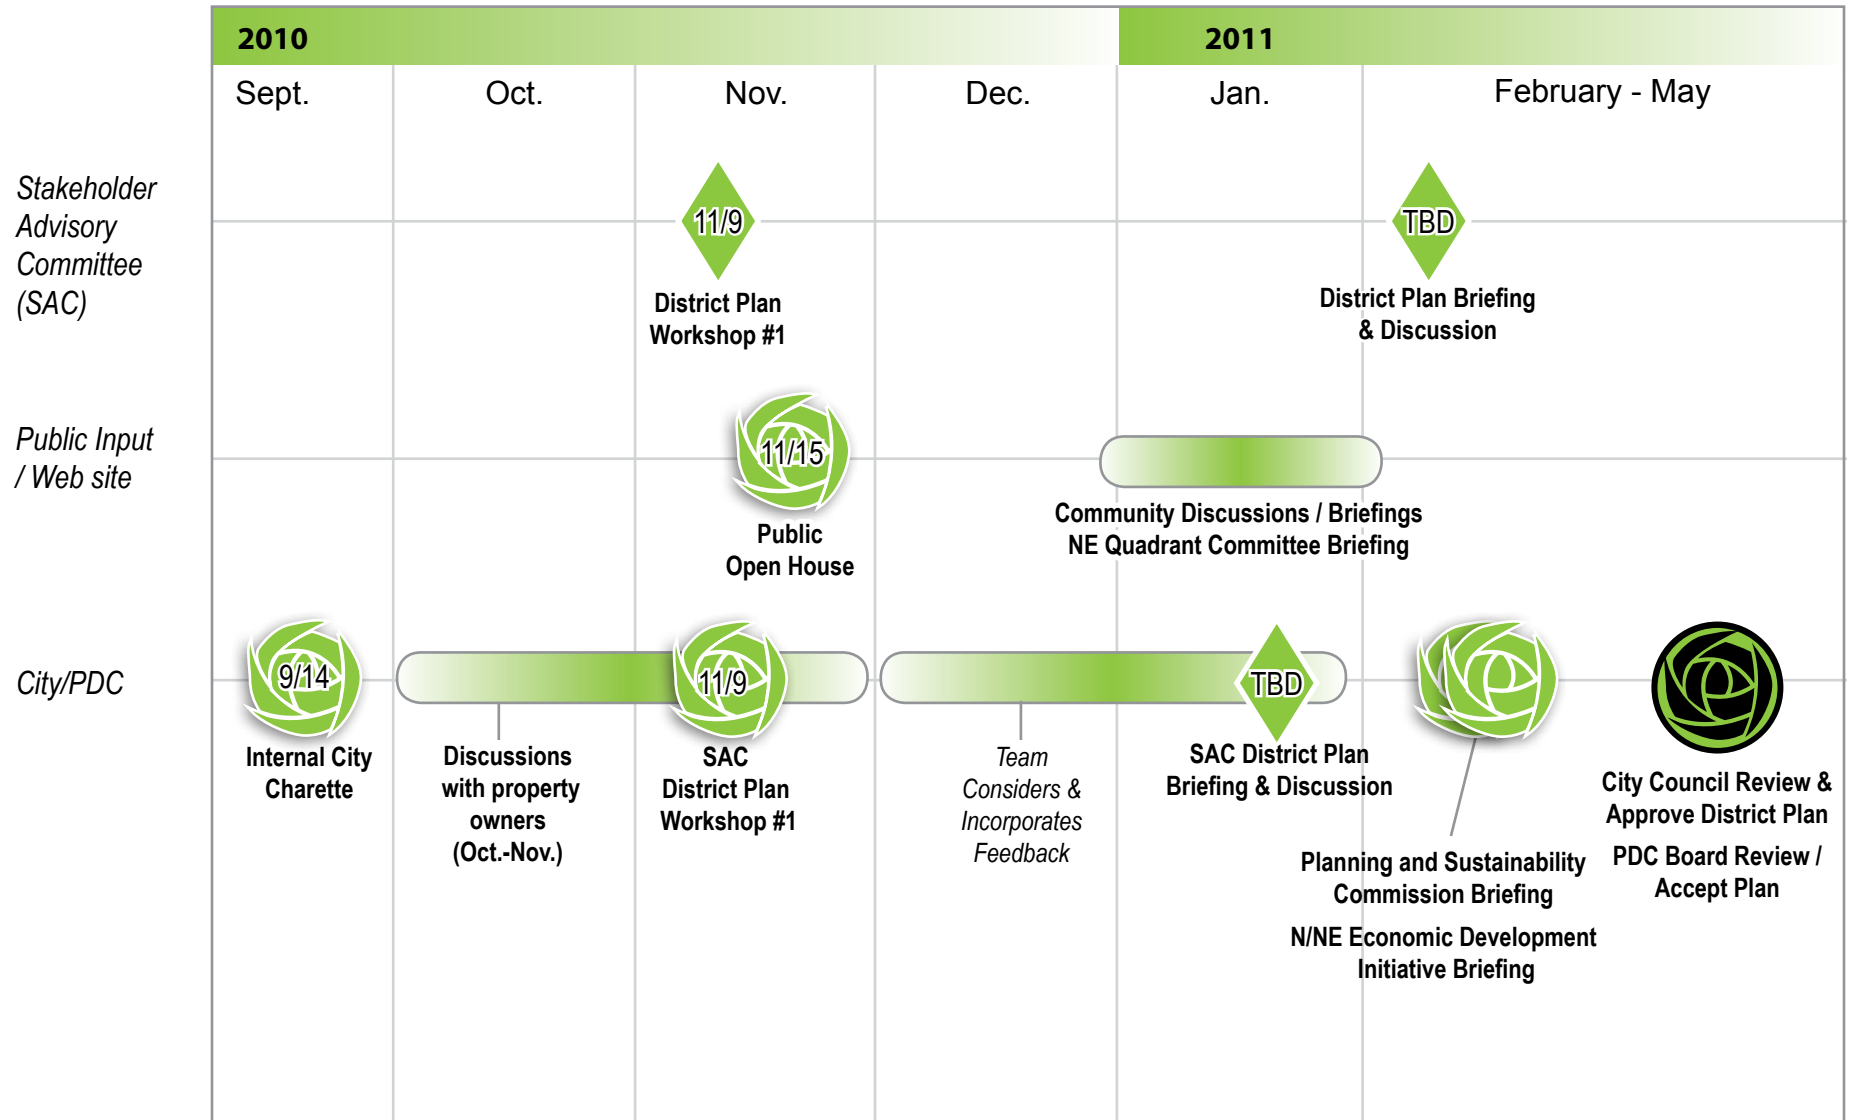 2010
2011
Sept.
Oct.
Nov.
Dec.
Jan.
February - May
Stakeholder
Advisory
Committee
(SAC)
11/9
District Plan
Workshop #1
TBD
District Plan Briefing
& Discussion
Public Input
/ Web site
11/15
Public
Open House
Community Discussions / Briefings
NE Quadrant Committee Briefing
City/PDC
9/14
Internal City
Charette
Discussions
with property
owners
(Oct.-Nov.)
11/9
SAC
District Plan
Workshop #1
Team
Considers &
Incorporates
Feedback
TBD
SAC District Plan
Briefing & Discussion
Planning and Sustainability
Commission Briefing
N/NE Economic Development
Initiative Briefing
City Council Review &
Approve District Plan
PDC Board Review /
Accept Plan